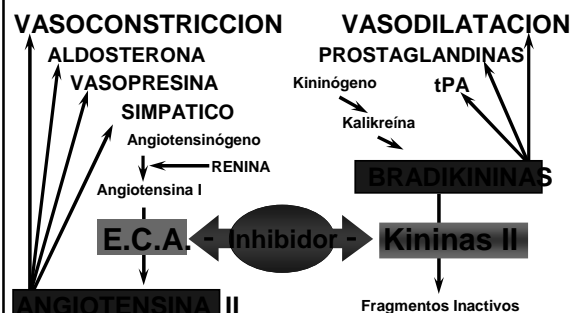 VASOCONSTRICCION
ALDOSTERONA
VASOPRESINA
SIMPATICO
Angiotensinógeno
RENINA
Angiotensina I
E.C.A.
ANGIOTENSINA II
- Inhibidor -
VASODILATACION
PROSTAGLANDINAS
Kininógeno
tPA
Kalikreína
BRADIKININAS
Kininas II
Fragmentos Inactivos